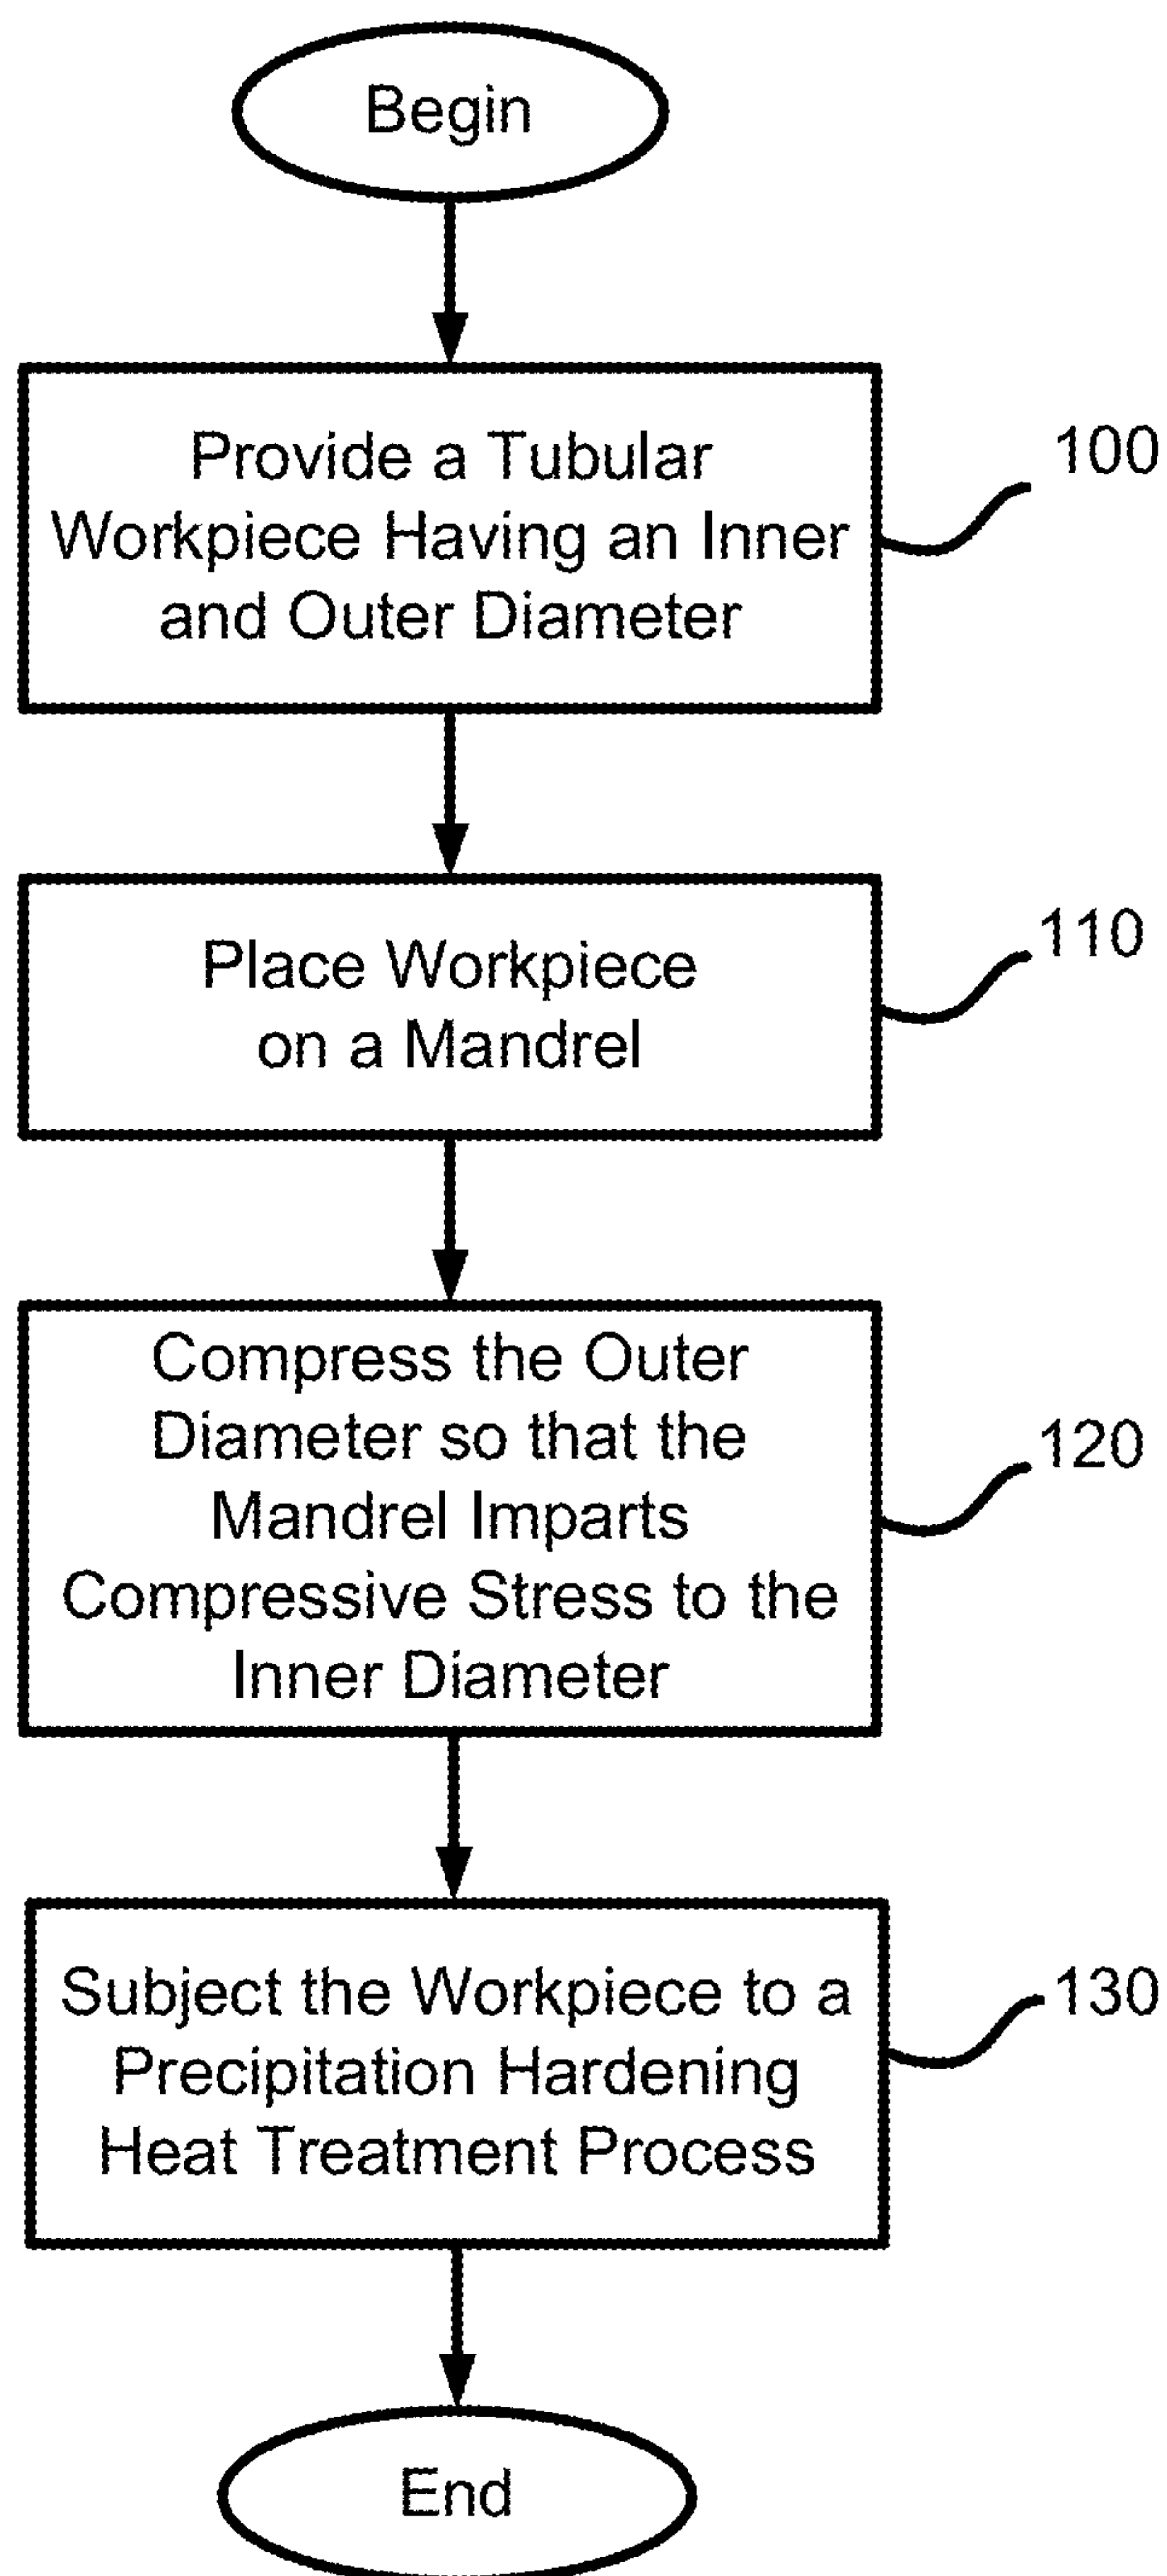 Begin
Provide a Tubular
Workpiece Having an Inner
and Outer Diameter
100
Place Workpiece
on a Mandrel
110
Compress the Outer
Diameter so that the
Mandrel Imparts
Compressive Stress to the
Inner Diameter
120
Subject the Workpiece to a
Precipitation Hardening
Heat Treatment Process
130
End